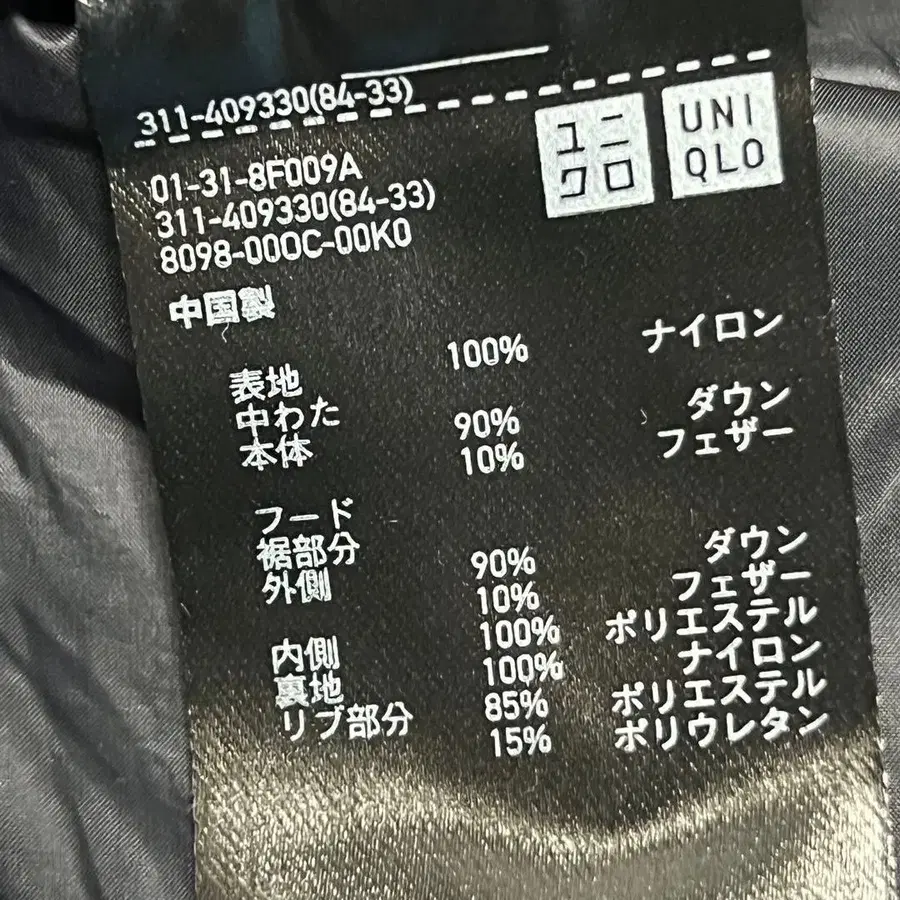 311-409330(84-33)
ユニ
クロ
UNI
QLO
01-31-8F009A
311-409330(84-33)
8098-000C-00K0
中国製
表地 100% ナイロン
中わた
本体 90% ダウン
10% フェザー
フード
裾部分
外側 90% ダウン
10% フェザー
内側 100% ポリエステル
裏地 100% ナイロン
リブ部分 85% ポリエステル
15% ポリウレタン